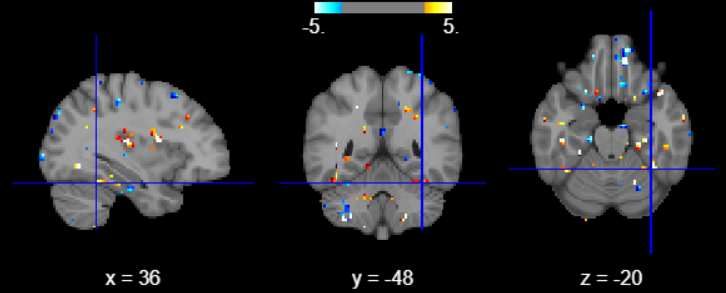 -5. 5.
x = 36 y = -48 z = -20